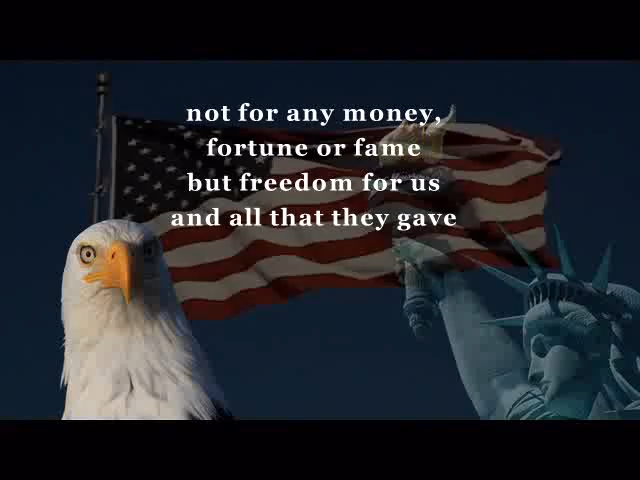 not for any money,
fortune or fame
but freedom for us
and all that they gave